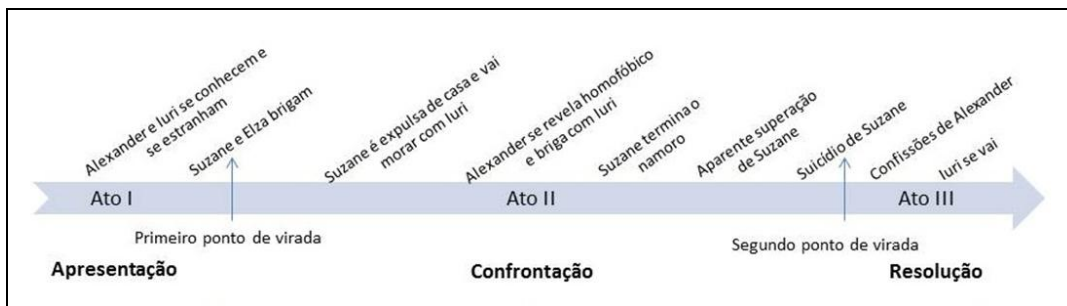 Alexander e Iuri se conhecem e
se estranham
Suzane e Elza brigam
Suzane é expulsa de casa e vai
morar com Iuri
Alexander se revela homofóbico
e briga com Iuri
Suzane termina o
namoro
Aparente superação
de Suzane
Suicídio de Suzane
Confissões de Alexander
Iuri se vai
Ato I
Ato II
Ato III
Primeiro ponto de virada
Segundo ponto de virada
Apresentação
Confrontação
Resolução